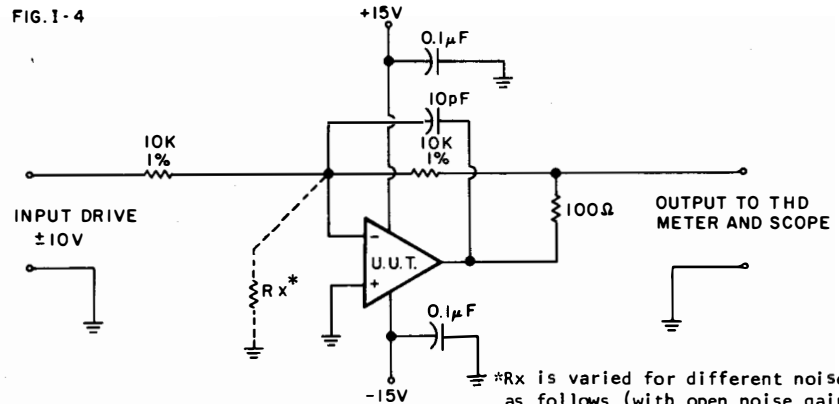 FIG. I-4
+15V
0.1µF
10pF
10K
1%
10K
1%
100Ω
INPUT DRIVE
±10V
OUTPUT TO THD
METER AND SCOPE
−
U.U.T.
+
Rx*
0.1µF
-15V
*Rx is varied for different noise
as follows (with open noise gain